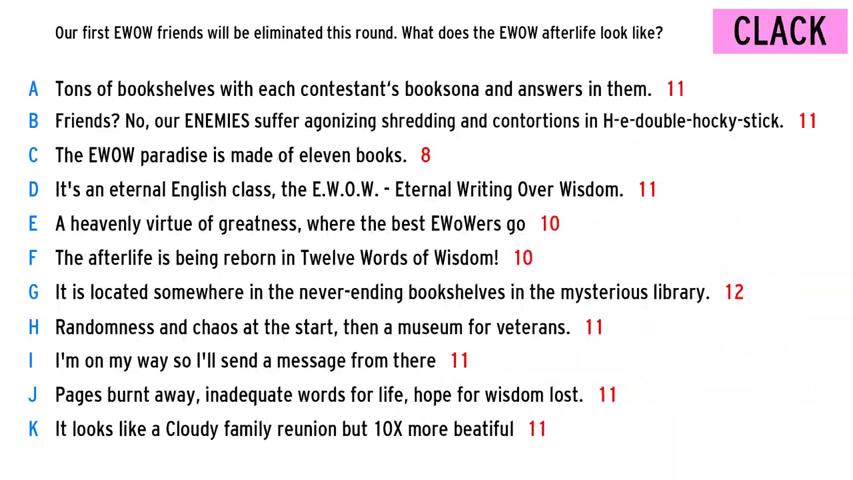 Our first EWOW friends will be eliminated this round. What does the EWOW afterlife look like?
CLACK
A Tons of bookshelves with each contestant's booksona and answers in them. 11
B Friends? No, our ENEMIES suffer agonizing shredding and contortions in H-e-double-hocky-stick. 11
C The EWOW paradise is made of eleven books. 8
D It's an eternal English class, the E.W.O.W. - Eternal Writing Over Wisdom. 11
E A heavenly virtue of greatness, where the best EWoWers go 10
F The afterlife is being reborn in Twelve Words of Wisdom! 10
G It is located somewhere in the never-ending bookshelves in the mysterious library. 12
H Randomness and chaos at the start, then a museum for veterans. 11
I I'm on my way so I'll send a message from there 11
J Pages burnt away, inadequate words for life, hope for wisdom lost. 11
K It looks like a Cloudy family reunion but 10X more beatiful 11